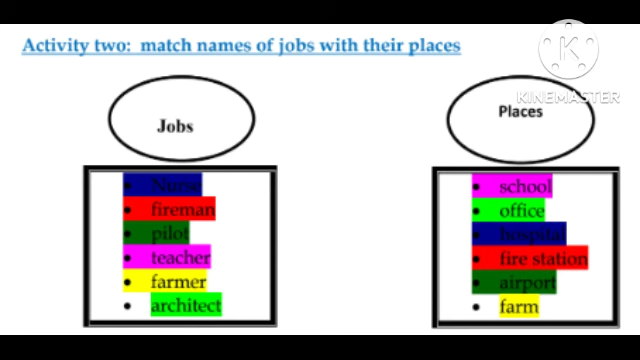 Activity two: match names of jobs with their places
KINEMASTER
Jobs
Places
Nurse
fireman
pilot
teacher
farmer
architect
school
office
hospital
fire station
airport
farm